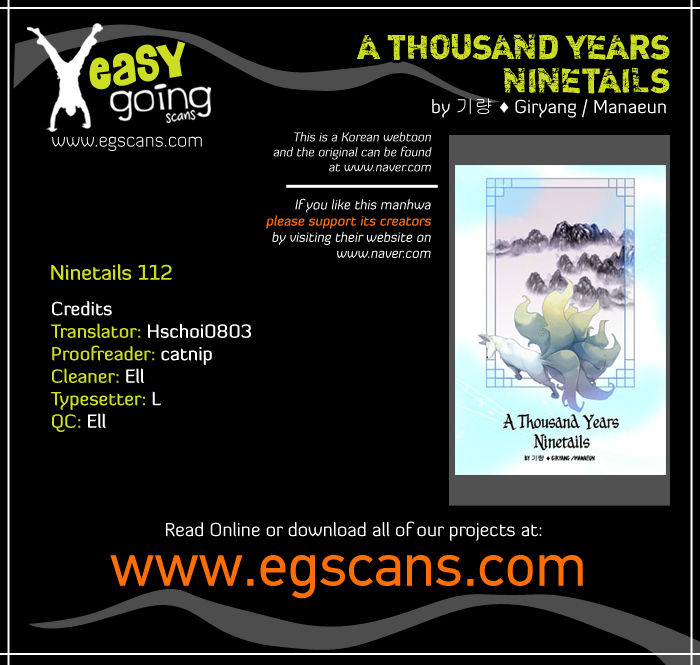 easy
going
scans
www.egscans.com
A THOUSAND YEARS
NINETAILS
by 기량 ♦ Giryang / Manaeun
This is a Korean webtoon
and the original can be found
at www.naver.com
If you like this manhwa
please support its creators
by visiting their website on
www.naver.com
Ninetails 112
Credits
Translator: Hschoi0803
Proofreader: catnip
Cleaner: Ell
Typesetter: L
QC: Ell
A Thousand Years
Ninetails
BY 기량 ♦ GIRYANG /MANAEUN
Read Online or download all of our projects at:
www.egscans.com